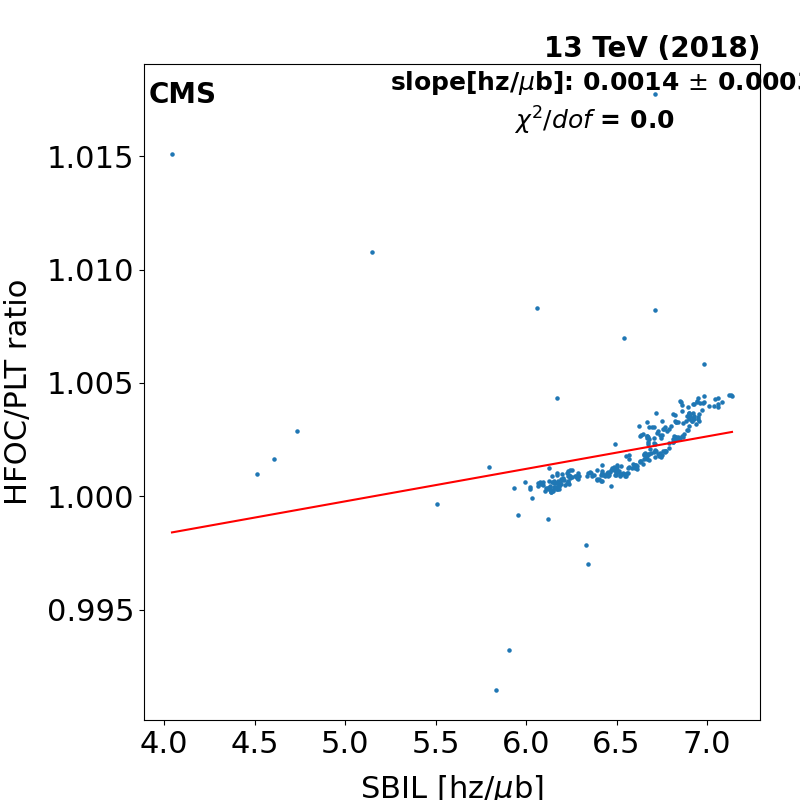 13 TeV (2018)
CMS
slope[hz/μb]: 0.0014 ± 0.0003
χ²/dof = 0.0
1.015
1.010
1.005
1.000
0.995
HFOC/PLT ratio
4.0 4.5 5.0 5.5 6.0 6.5 7.0
SBIL [hz/μb]